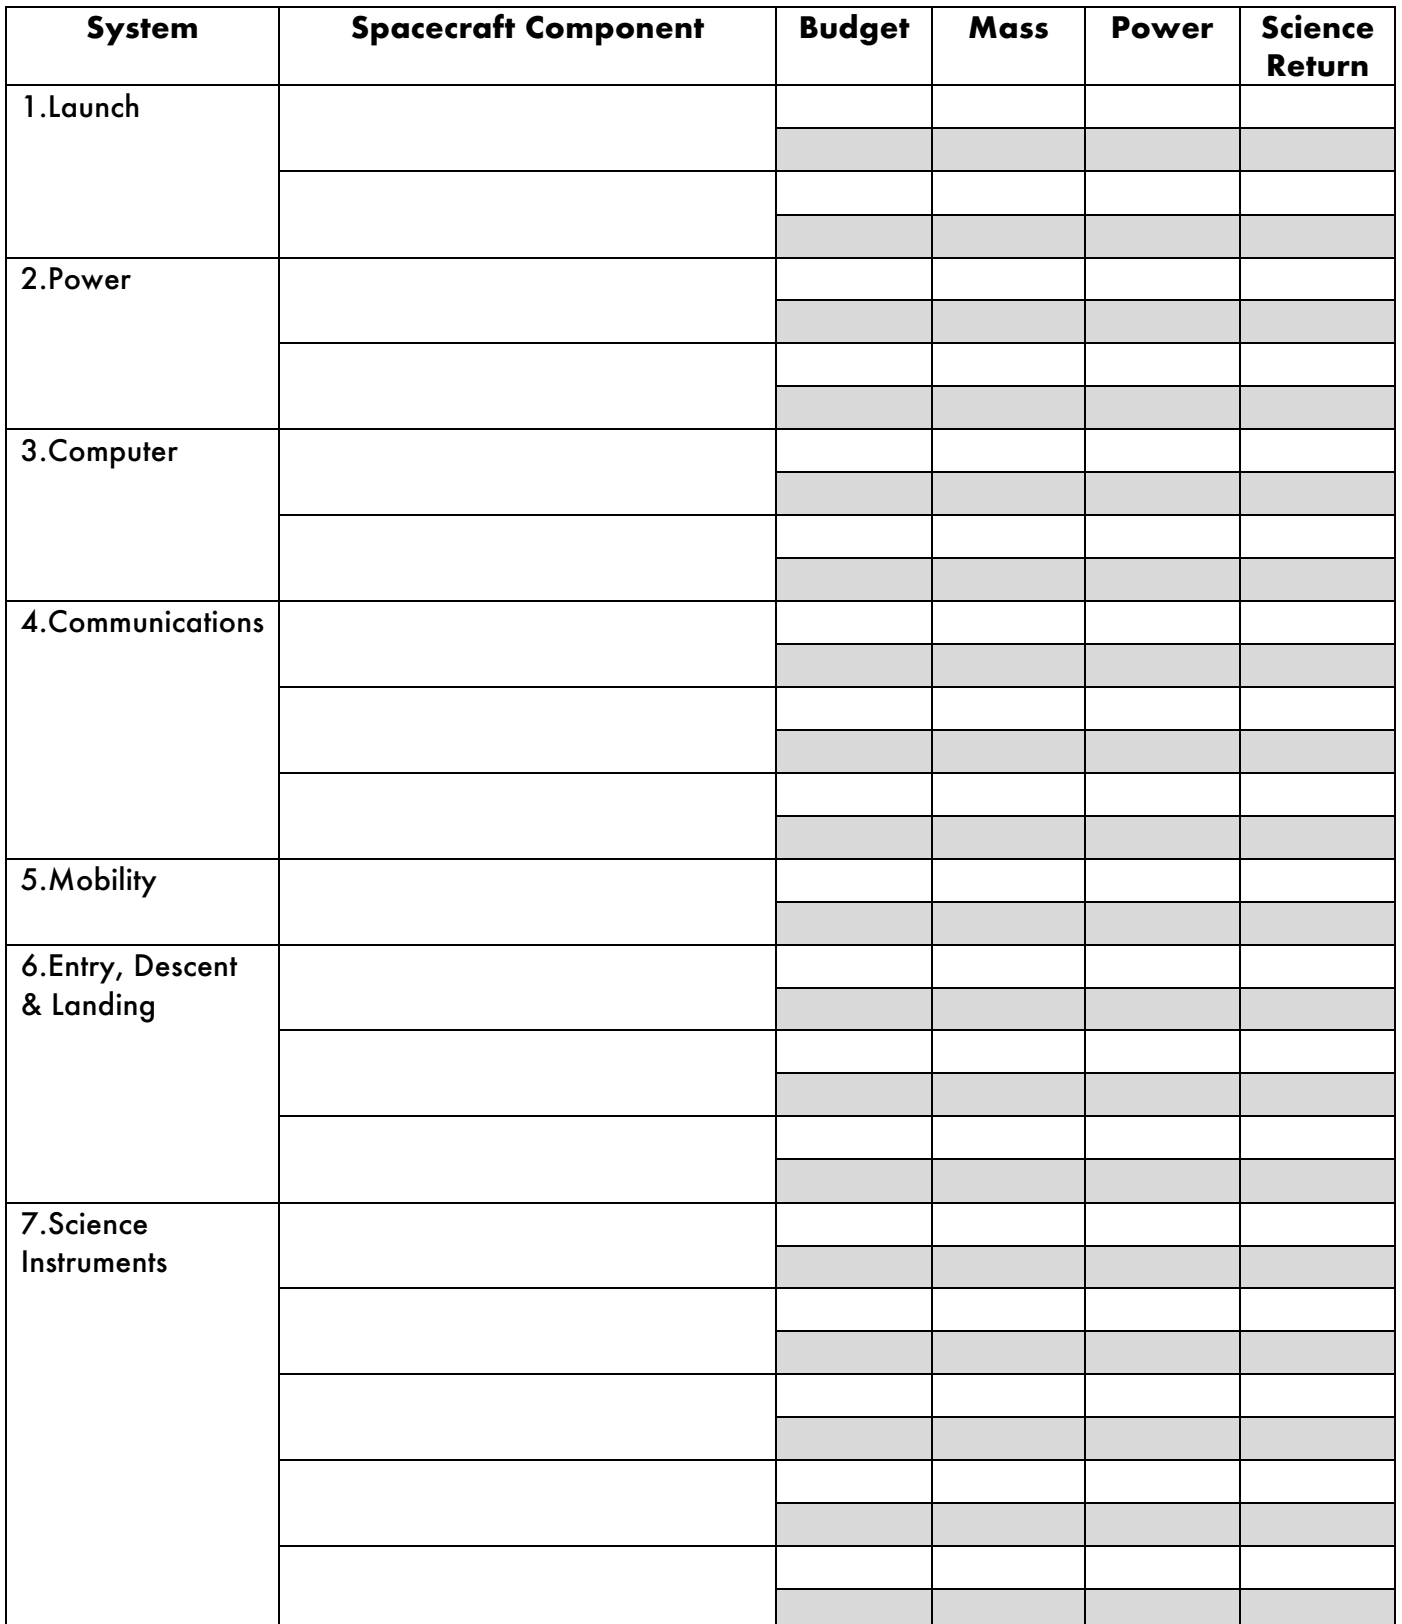 System Spacecraft Component Budget Mass Power Science
Return
1.Launch
2.Power
3.Computer
4.Communications
5.Mobility
6.Entry, Descent
& Landing
7.Science
Instruments